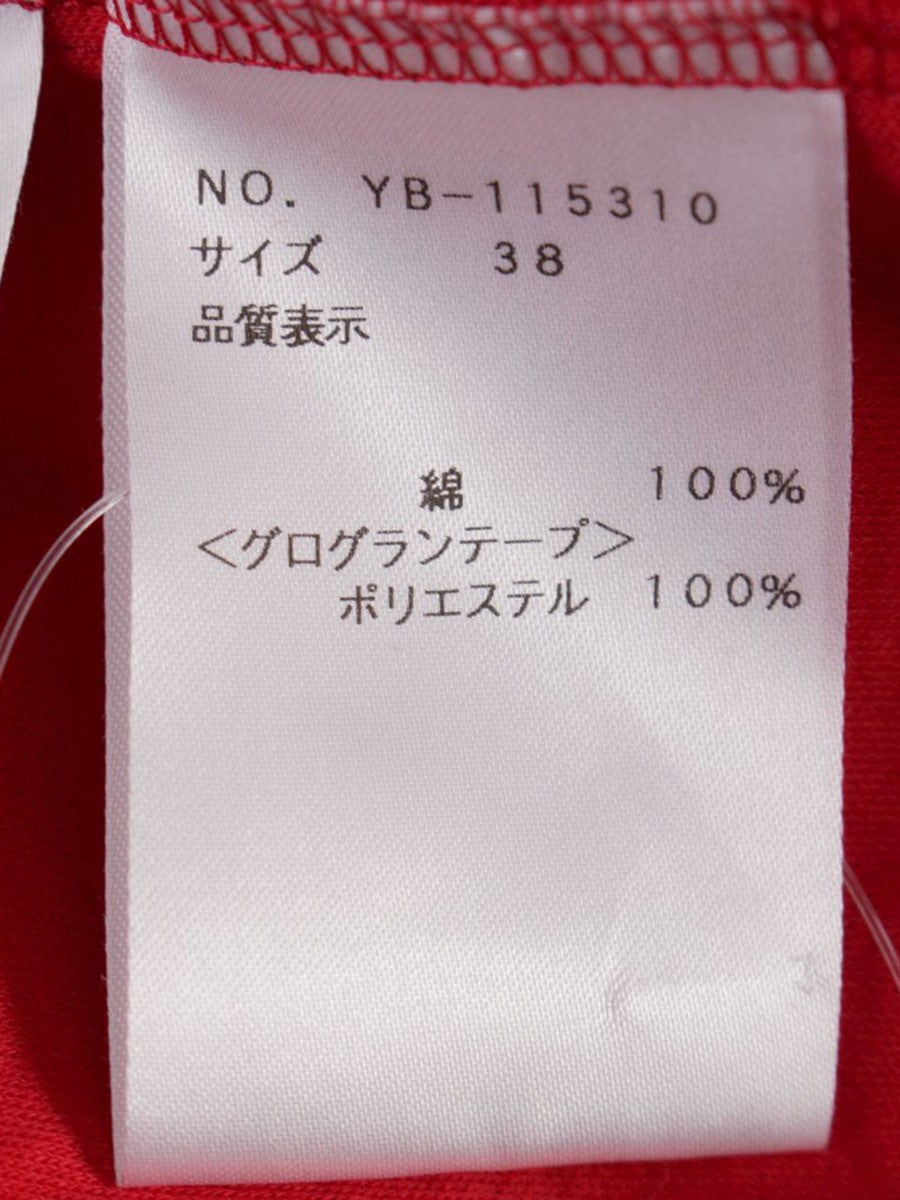 NO. YB-115310
サイズ 38
品質表示
綿 100%
<グログランテープ>
ポリエステル 100%